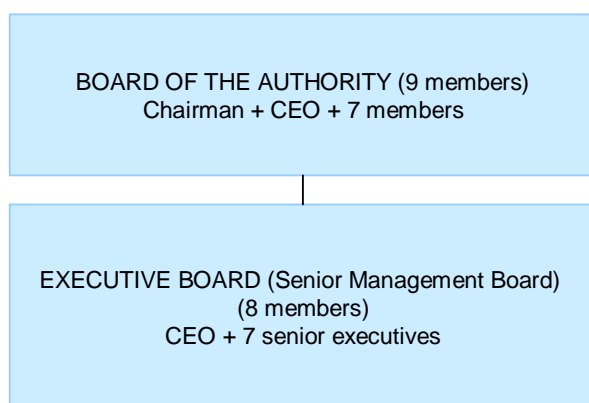 BOARD OF THE AUTHORITY (9 members)
Chairman + CEO + 7 members
EXECUTIVE BOARD (Senior Management Board)
(8 members)
CEO + 7 senior executives